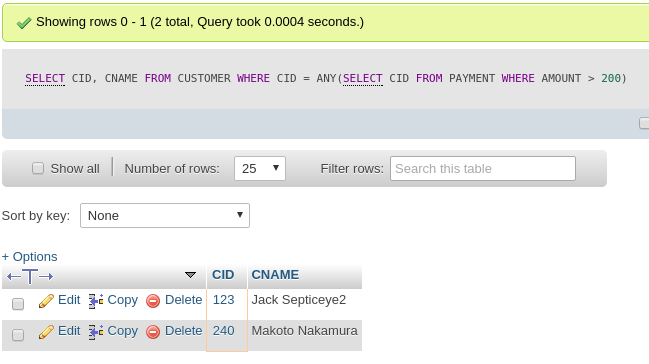 Showing rows 0 - 1 (2 total, Query took 0.0004 seconds.)
SELECT CID, CNAME FROM CUSTOMER WHERE CID = ANY(SELECT CID FROM PAYMENT WHERE AMOUNT > 200)
Show all Number of rows: 25 Filter rows: Search this table
Sort by key: None
+ Options
CID CNAME
Edit Copy Delete 123 Jack Septiceye2
Edit Copy Delete 240 Makoto Nakamura